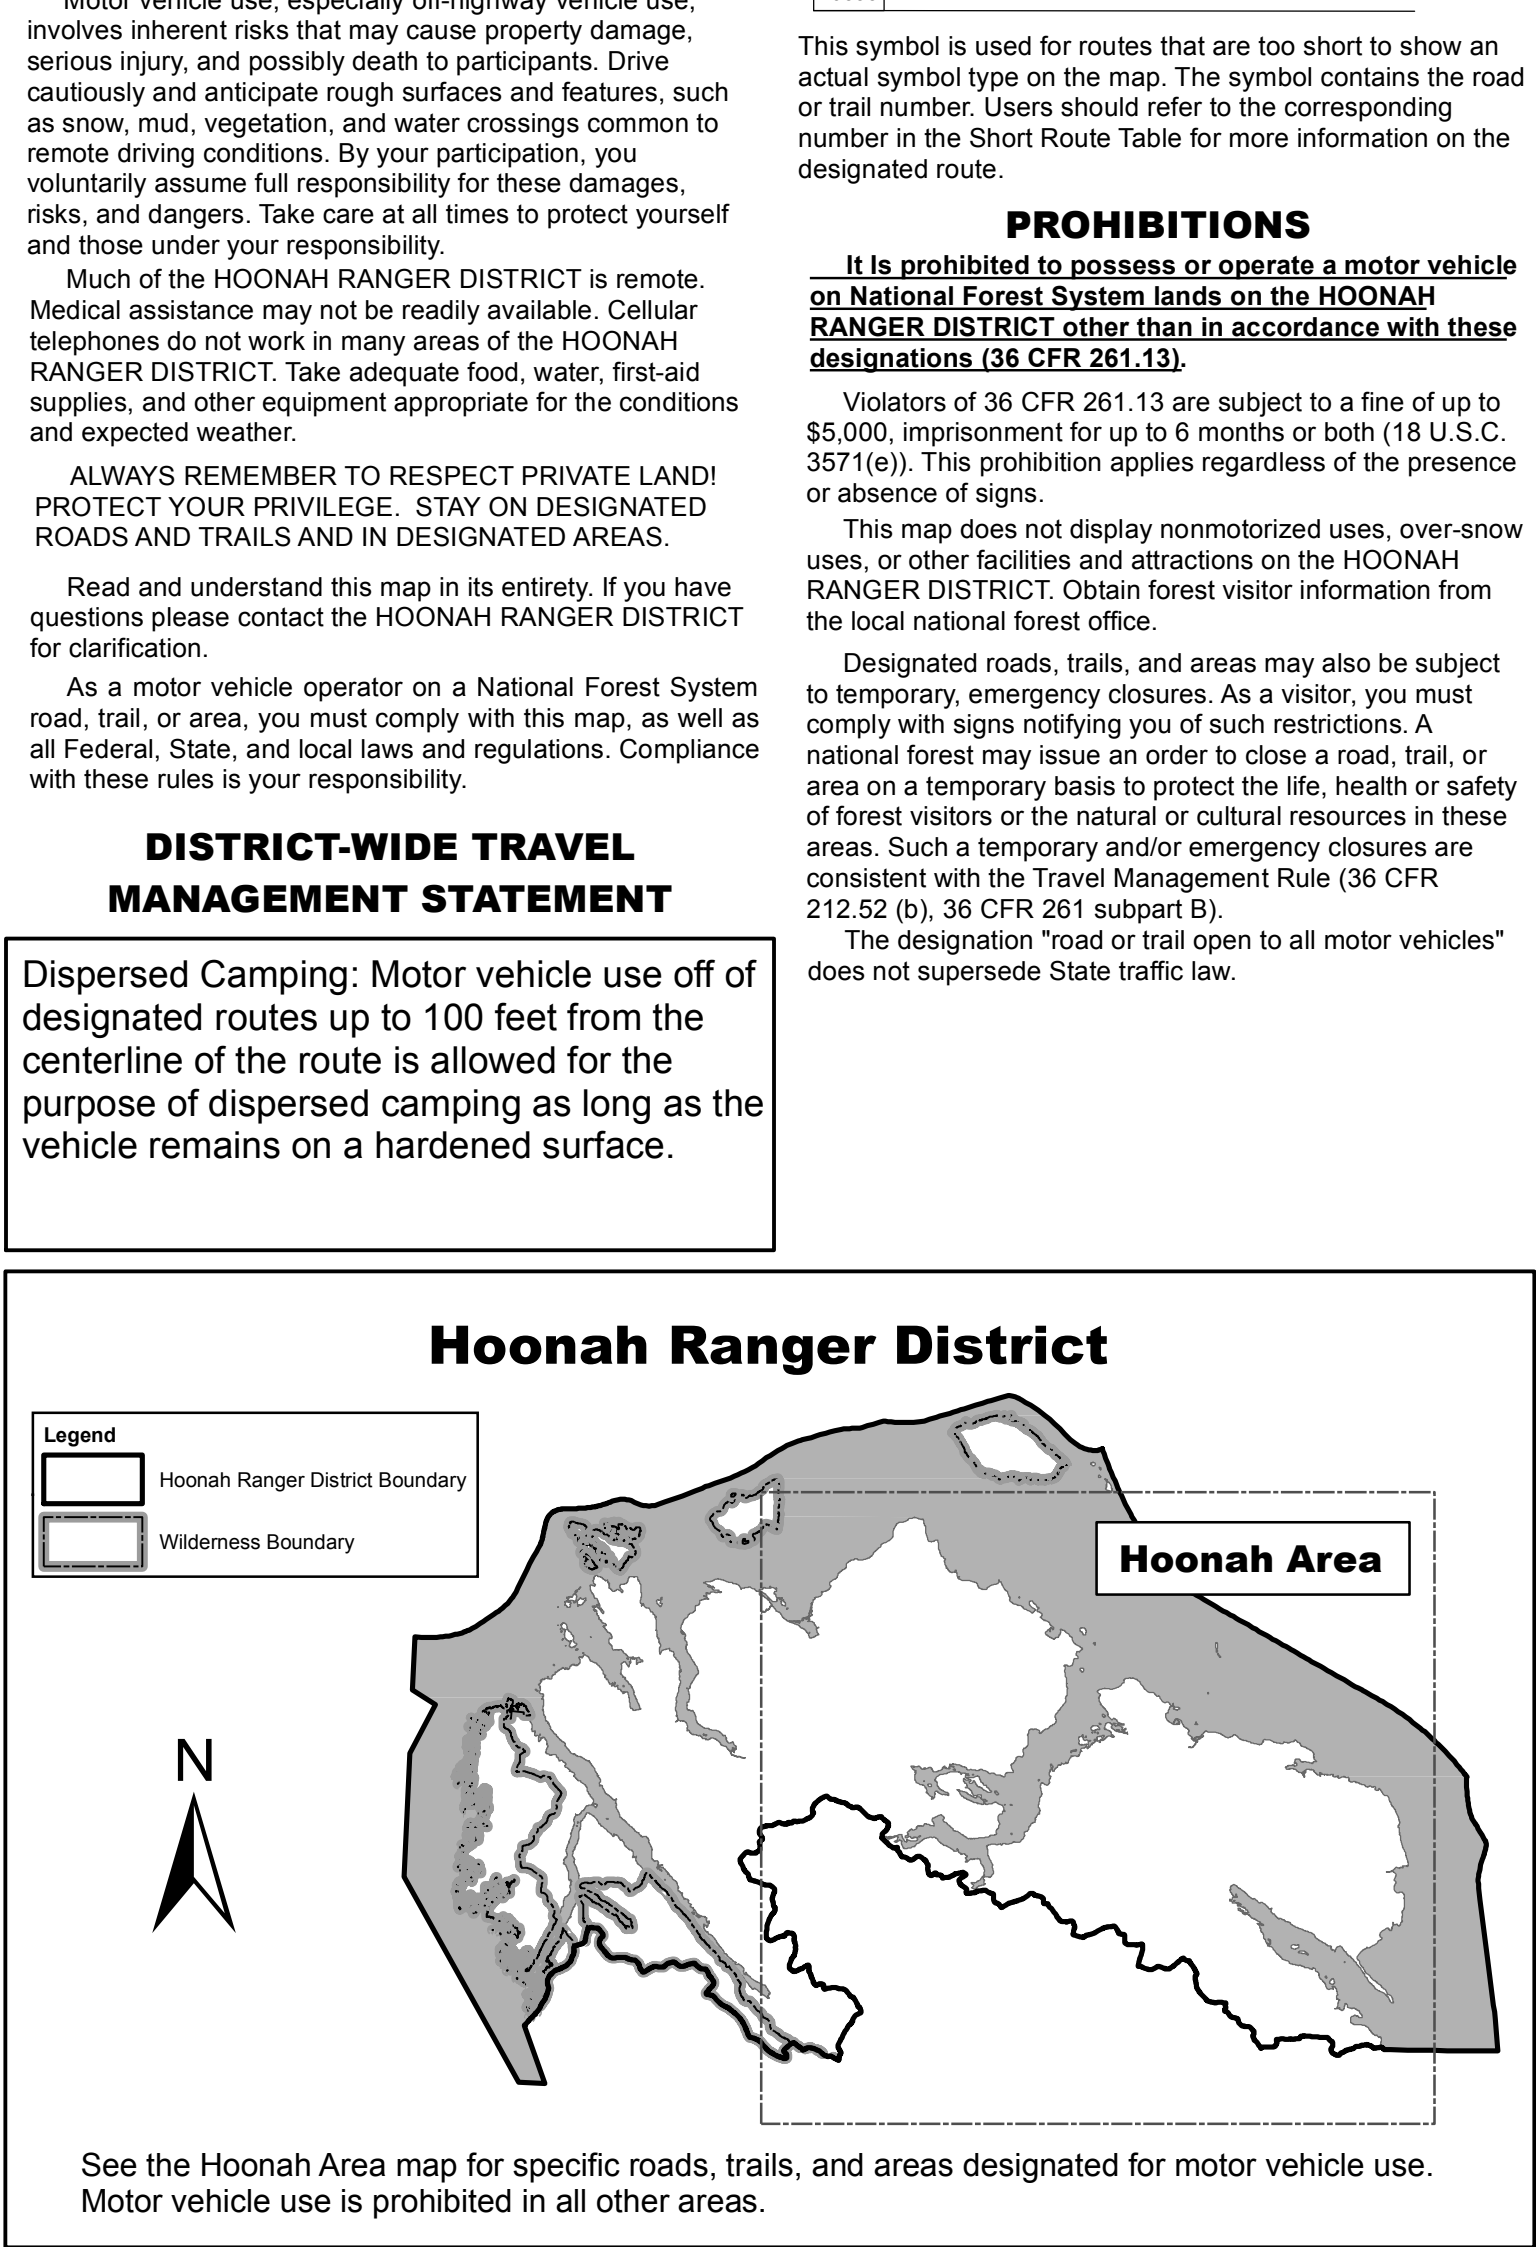 Motor vehicle use, especially off-highway vehicle use,
involves inherent risks that may cause property damage,
serious injury, and possibly death to participants. Drive
cautiously and anticipate rough surfaces and features, such
as snow, mud, vegetation, and water crossings common to
remote driving conditions. By your participation, you
voluntarily assume full responsibility for these damages,
risks, and dangers. Take care at all times to protect yourself
and those under your responsibility.
Much of the HOONAH RANGER DISTRICT is remote.
Medical assistance may not be readily available. Cellular
telephones do not work in many areas of the HOONAH
RANGER DISTRICT. Take adequate food, water, first-aid
supplies, and other equipment appropriate for the conditions
and expected weather.
ALWAYS REMEMBER TO RESPECT PRIVATE LAND!
PROTECT YOUR PRIVILEGE.  STAY ON DESIGNATED
ROADS AND TRAILS AND IN DESIGNATED AREAS.
Read and understand this map in its entirety. If you have
questions please contact the HOONAH RANGER DISTRICT
for clarification.
As a motor vehicle operator on a National Forest System
road, trail, or area, you must comply with this map, as well as
all Federal, State, and local laws and regulations. Compliance
with these rules is your responsibility.
DISTRICT-WIDE TRAVEL
MANAGEMENT STATEMENT
Dispersed Camping: Motor vehicle use off of
designated routes up to 100 feet from the
centerline of the route is allowed for the
purpose of dispersed camping as long as the
vehicle remains on a hardened surface.
This symbol is used for routes that are too short to show an
actual symbol type on the map. The symbol contains the road
or trail number. Users should refer to the corresponding
number in the Short Route Table for more information on the
designated route.
PROHIBITIONS
It Is prohibited to possess or operate a motor vehicle
on National Forest System lands on the HOONAH
RANGER DISTRICT other than in accordance with these
designations (36 CFR 261.13).
Violators of 36 CFR 261.13 are subject to a fine of up to
$5,000, imprisonment for up to 6 months or both (18 U.S.C.
3571(e)). This prohibition applies regardless of the presence
or absence of signs.
This map does not display nonmotorized uses, over-snow
uses, or other facilities and attractions on the HOONAH
RANGER DISTRICT. Obtain forest visitor information from
the local national forest office.
Designated roads, trails, and areas may also be subject
to temporary, emergency closures. As a visitor, you must
comply with signs notifying you of such restrictions. A
national forest may issue an order to close a road, trail, or
area on a temporary basis to protect the life, health or safety
of forest visitors or the natural or cultural resources in these
areas. Such a temporary and/or emergency closures are
consistent with the Travel Management Rule (36 CFR
212.52 (b), 36 CFR 261 subpart B).
The designation "road or trail open to all motor vehicles"
does not supersede State traffic law.
Hoonah Ranger District
Legend
Hoonah Ranger District Boundary
Wilderness Boundary
Hoonah Area
N
See the Hoonah Area map for specific roads, trails, and areas designated for motor vehicle use.
Motor vehicle use is prohibited in all other areas.